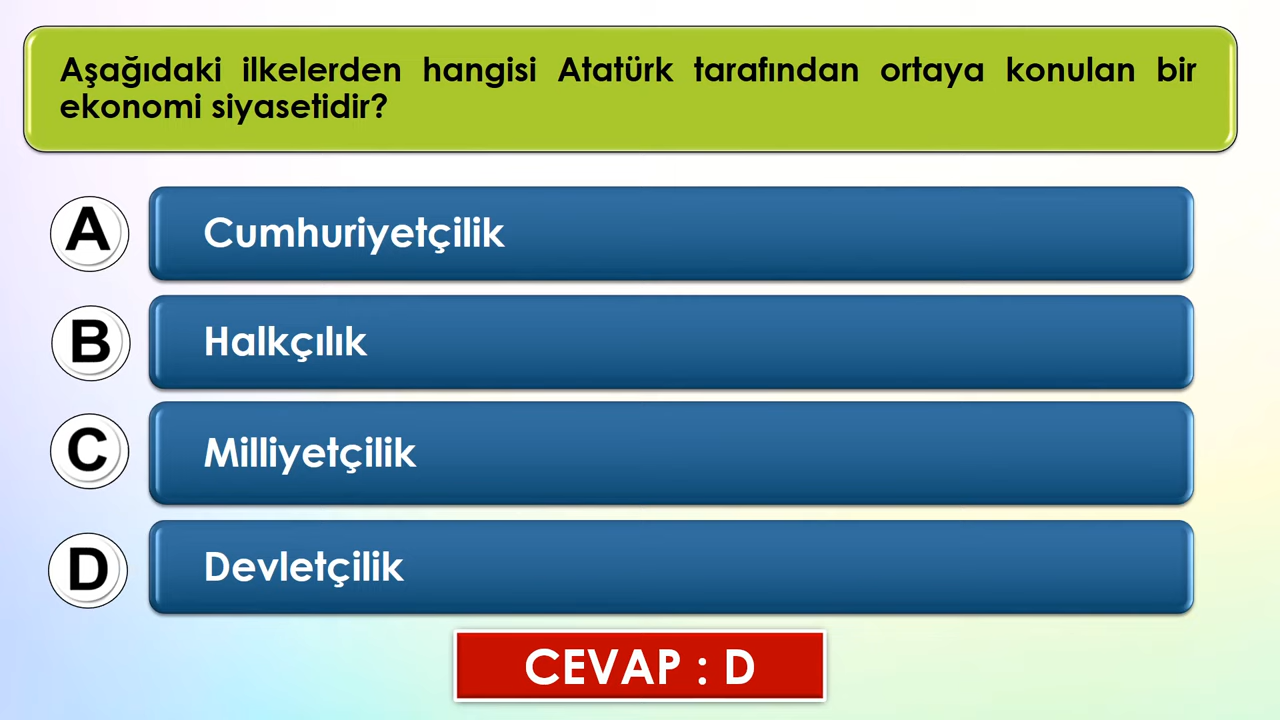 Aşağıdaki ilkelerden hangisi Atatürk tarafından ortaya konulan bir
ekonomi siyasetidir?
A Cumhuriyetçilik
B Halkçılık
C Milliyetçilik
D Devletçilik
CEVAP : D